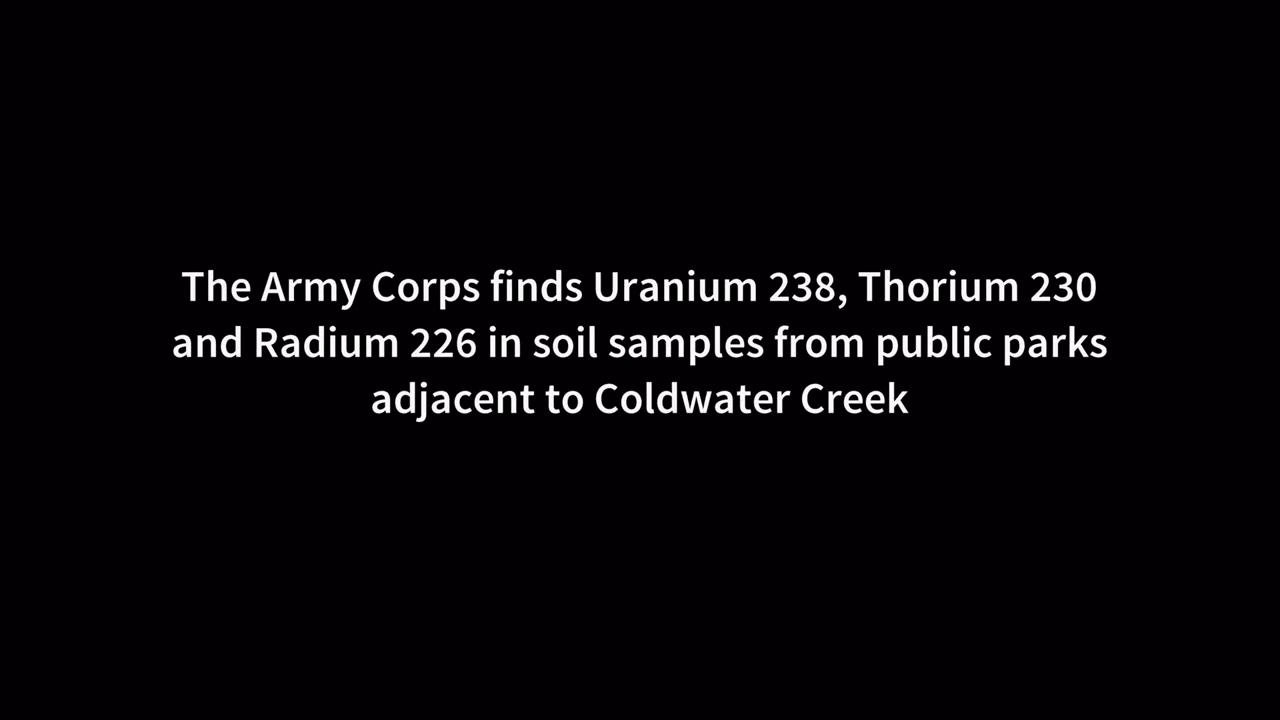 The Army Corps finds Uranium 238, Thorium 230
and Radium 226 in soil samples from public parks
adjacent to Coldwater Creek